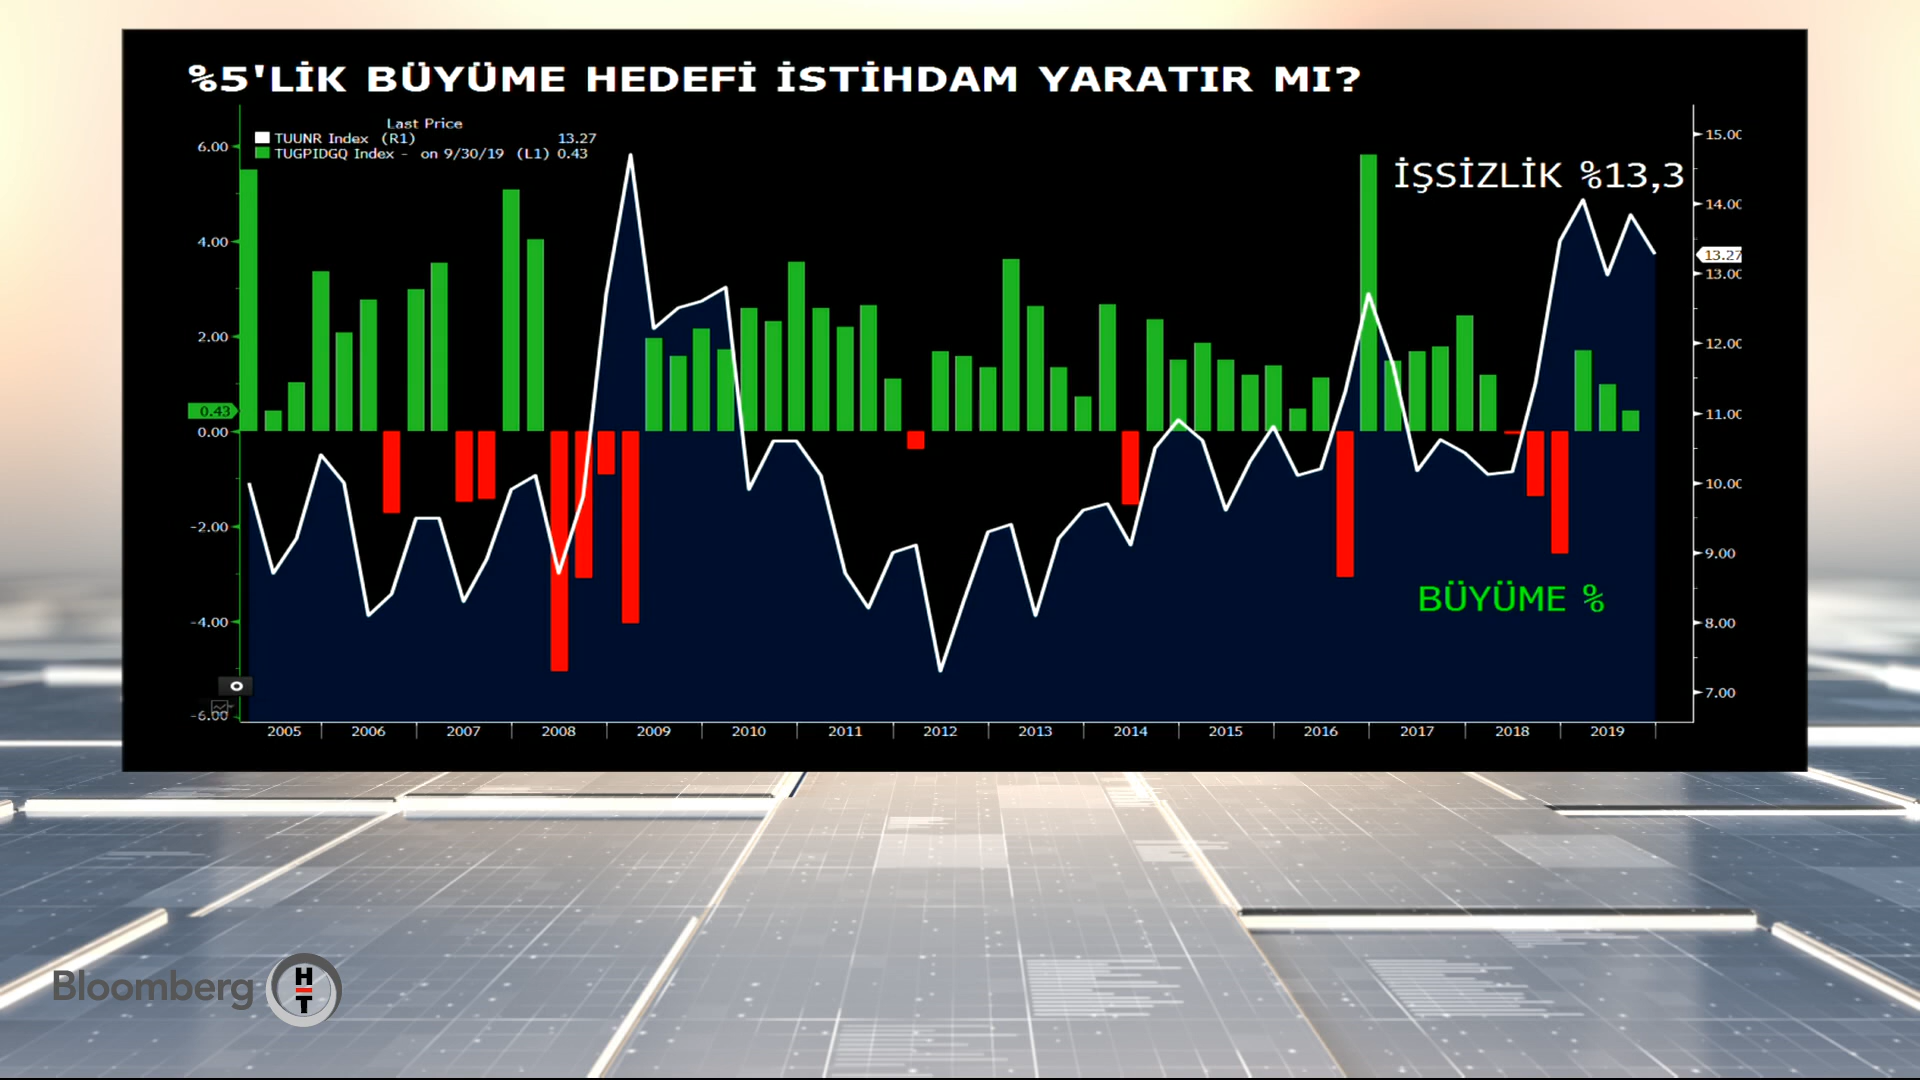 %5'LİK BÜYÜME HEDEFİ İSTİHDAM YARATIR MI?
Last Price
TUUNR Index (R1) 13.27
TUGPIDGQ Index - on 9/30/19 (L1) 0.43
İŞSİZLİK %13,3
BÜYÜME %
6.00
4.00
2.00
0.43
0.00
-2.00
-4.00
-6.00
15.00
14.00
13.27
13.00
12.00
11.00
10.00
9.00
8.00
7.00
2005 2006 2007 2008 2009 2010 2011 2012 2013 2014 2015 2016 2017 2018 2019
Bloomberg HT